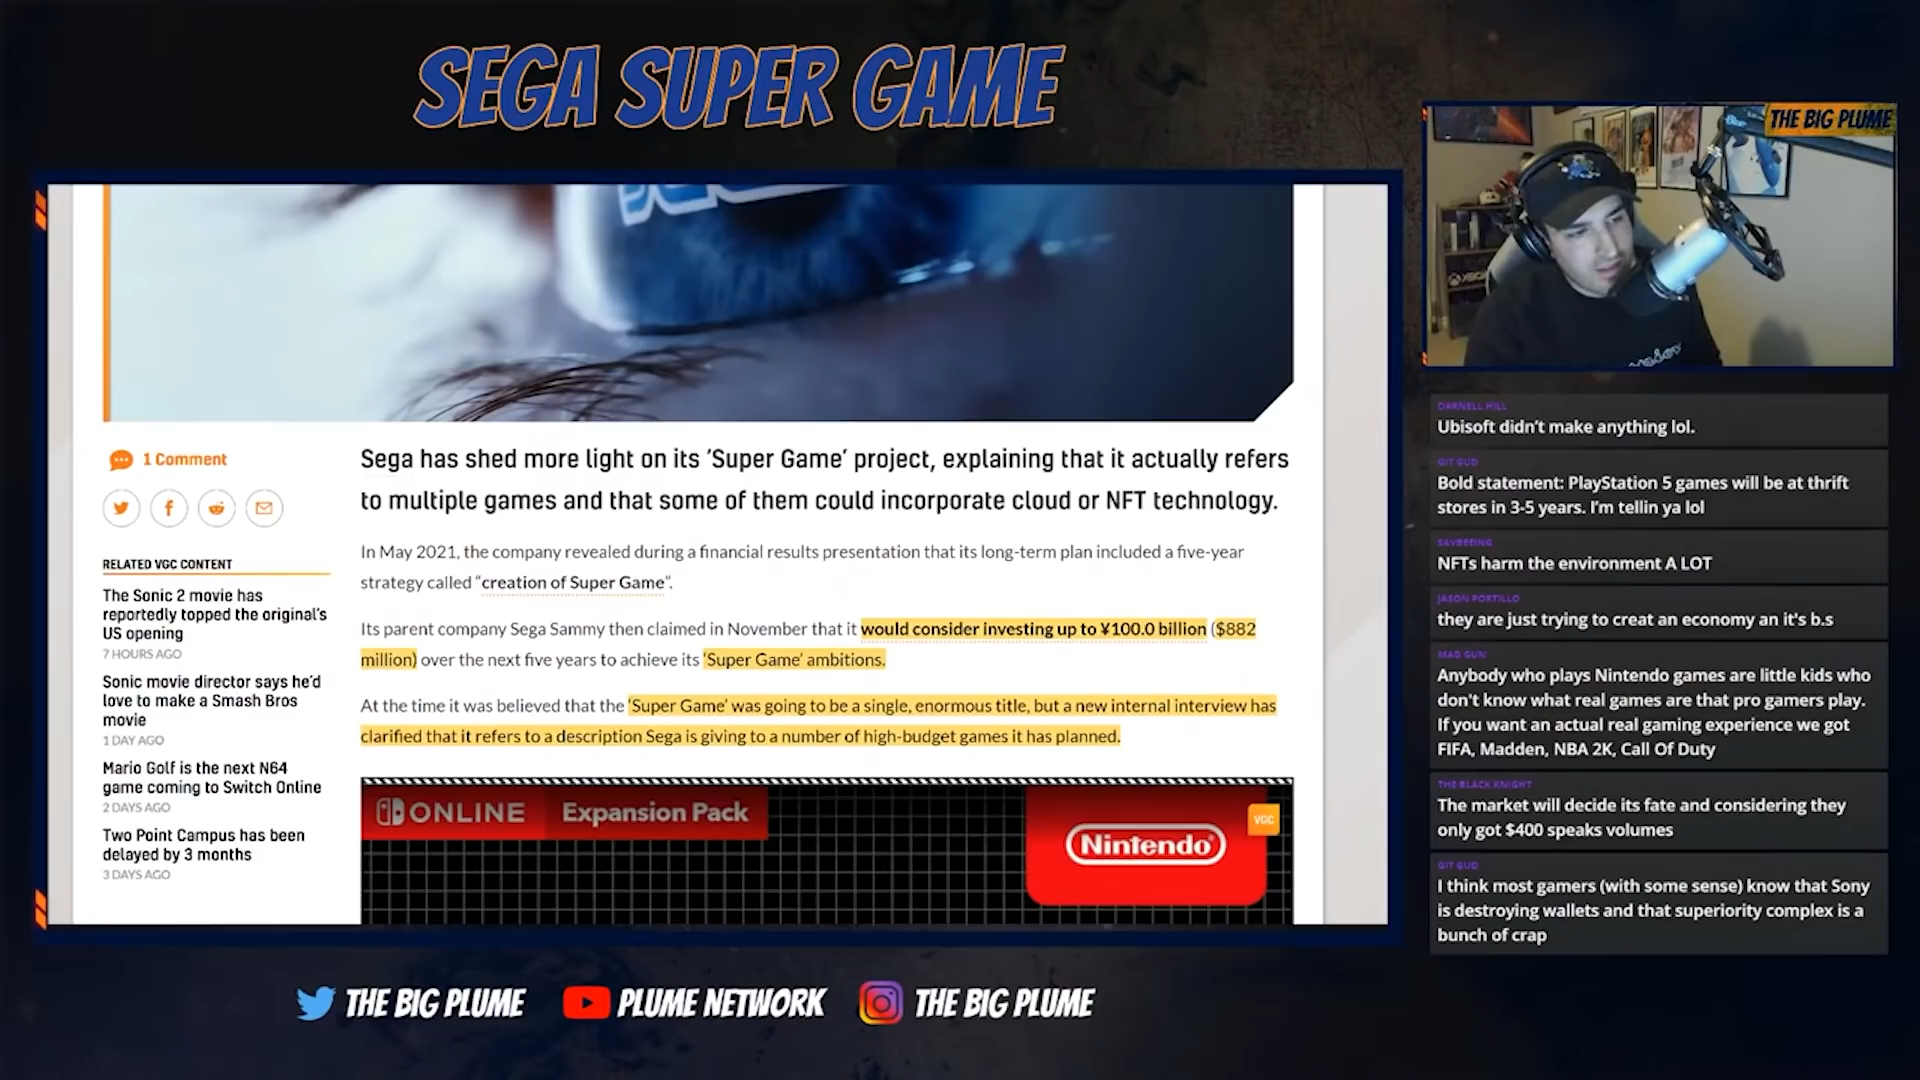 SEGA SUPER GAME
THE BIG PLUME
1 Comment
RELATED VGC CONTENT
The Sonic 2 movie has
reportedly topped the original's
US opening
7 HOURS AGO
Sonic movie director says he'd
love to make a Smash Bros
movie
1 DAY AGO
Mario Golf is the next N64
game coming to Switch Online
2 DAYS AGO
Two Point Campus has been
delayed by 3 months
3 DAYS AGO
Sega has shed more light on its 'Super Game' project, explaining that it actually refers
to multiple games and that some of them could incorporate cloud or NFT technology.
In May 2021, the company revealed during a financial results presentation that its long-term plan included a five-year
strategy called "creation of Super Game".
Its parent company Sega Sammy then claimed in November that it would consider investing up to ¥100.0 billion ($882
million) over the next five years to achieve its 'Super Game' ambitions.
At the time it was believed that the 'Super Game' was going to be a single, enormous title, but a new internal interview has
clarified that it refers to a description Sega is giving to a number of high-budget games it has planned.
ONLINE Expansion Pack
Nintendo
VGC
DARNELL HILL
Ubisoft didn't make anything lol.
GIT GUD
Bold statement: PlayStation 5 games will be at thrift
stores in 3-5 years. I'm tellin ya lol
SAVBEEING
NFTs harm the environment A LOT
JASON PORTILLO
they are just trying to creat an economy an it's b.s
MAD GUN
Anybody who plays Nintendo games are little kids who
don't know what real games are that pro gamers play.
If you want an actual real gaming experience we got
FIFA, Madden, NBA 2K, Call Of Duty
THE BLACK KNIGHT
The market will decide its fate and considering they
only got $400 speaks volumes
GIT GUD
I think most gamers (with some sense) know that Sony
is destroying wallets and that superiority complex is a
bunch of crap
THE BIG PLUME
PLUME NETWORK
THE BIG PLUME